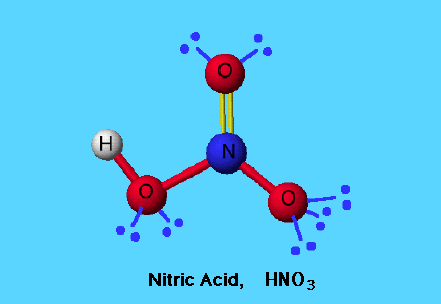 O
H
N
O
O
Nitric Acid, HNO₃